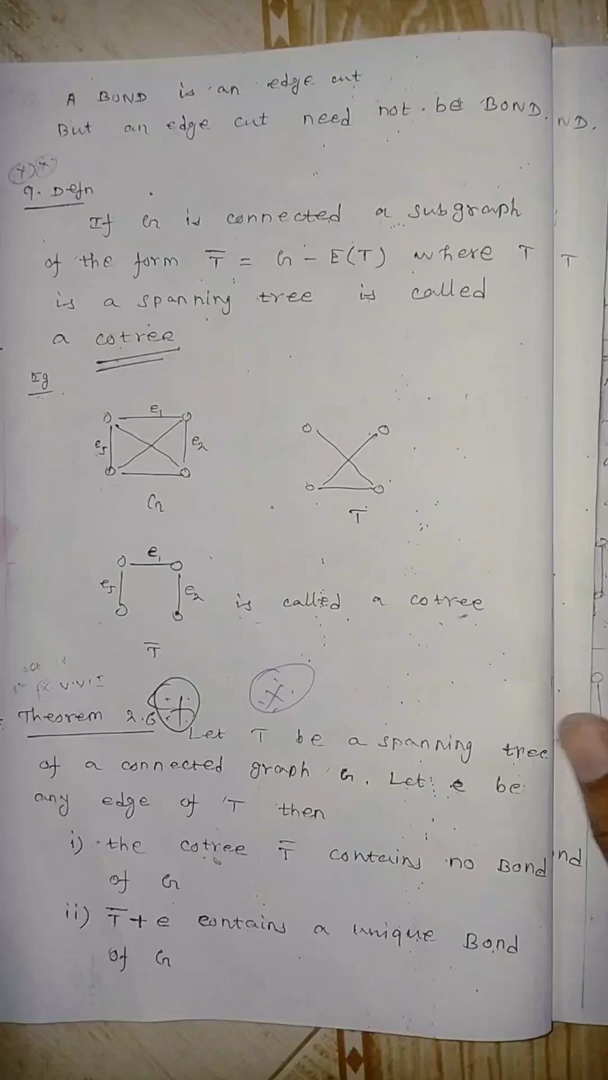 A BOND is an edge cut
But an edge cut need not be BOND.
ND.
9. Defn
If G is connected a subgraph
of the form T̅ = G - E(T) where T
T
is a spanning tree is called
a cotree
Eg
e₁
e₅ e₂
G T
e₁
e₅ e₂ is called a cotree
T̅
V.V.I
Theorem 2.6
Let T be a spanning tree
of a connected graph G. Let e be
any edge of T then
i) the cotree T̅ contains no Bond
nd
of G
ii) T̅+e contains a unique Bond
of G